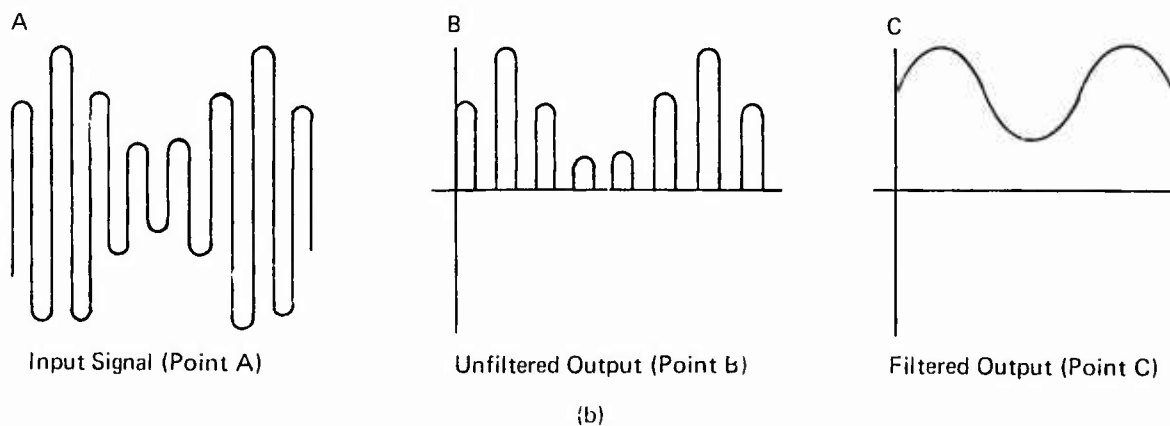 A
B
C
Input Signal (Point A)
Unfiltered Output (Point B)
Filtered Output (Point C)
(b)